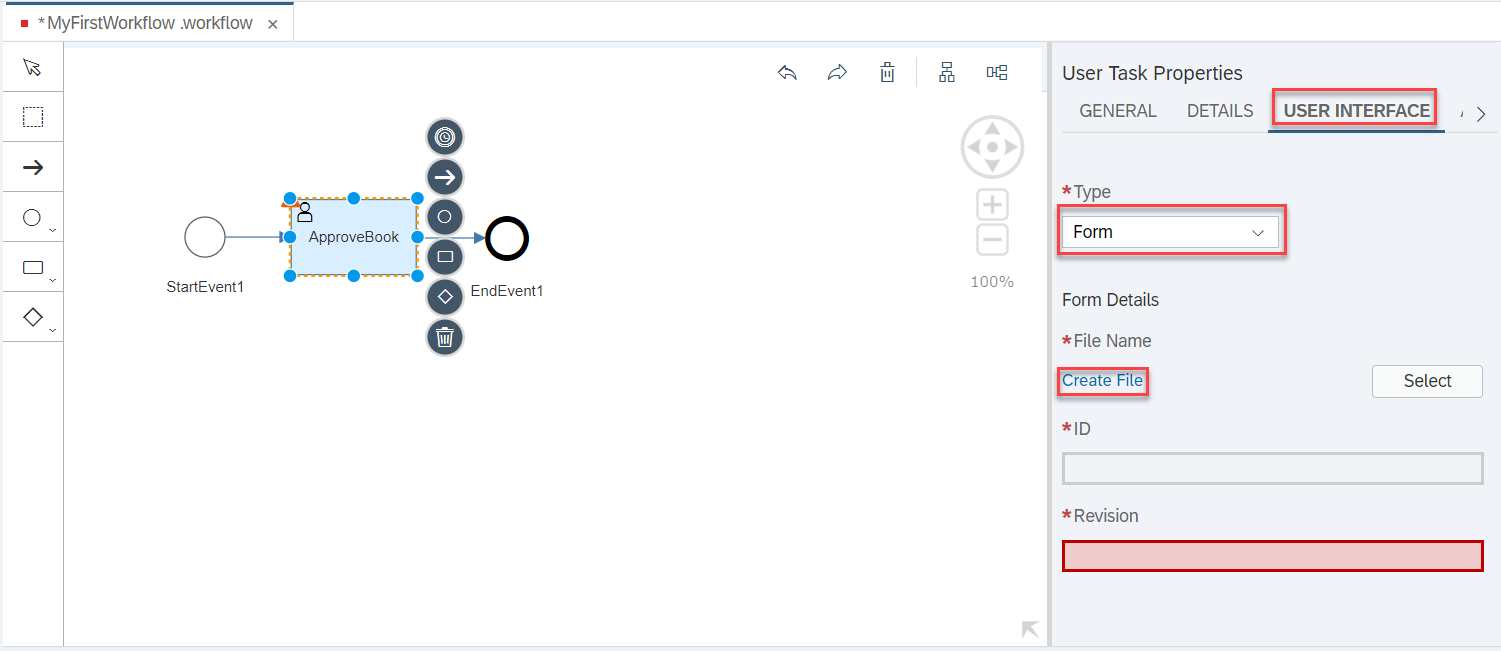 *MyFirstWorkflow .workflow ×
User Task Properties
GENERAL DETAILS USER INTERFACE
*Type
Form
ApproveBook
StartEvent1
EndEvent1
100%
Form Details
*File Name
Create File
Select
*ID
*Revision